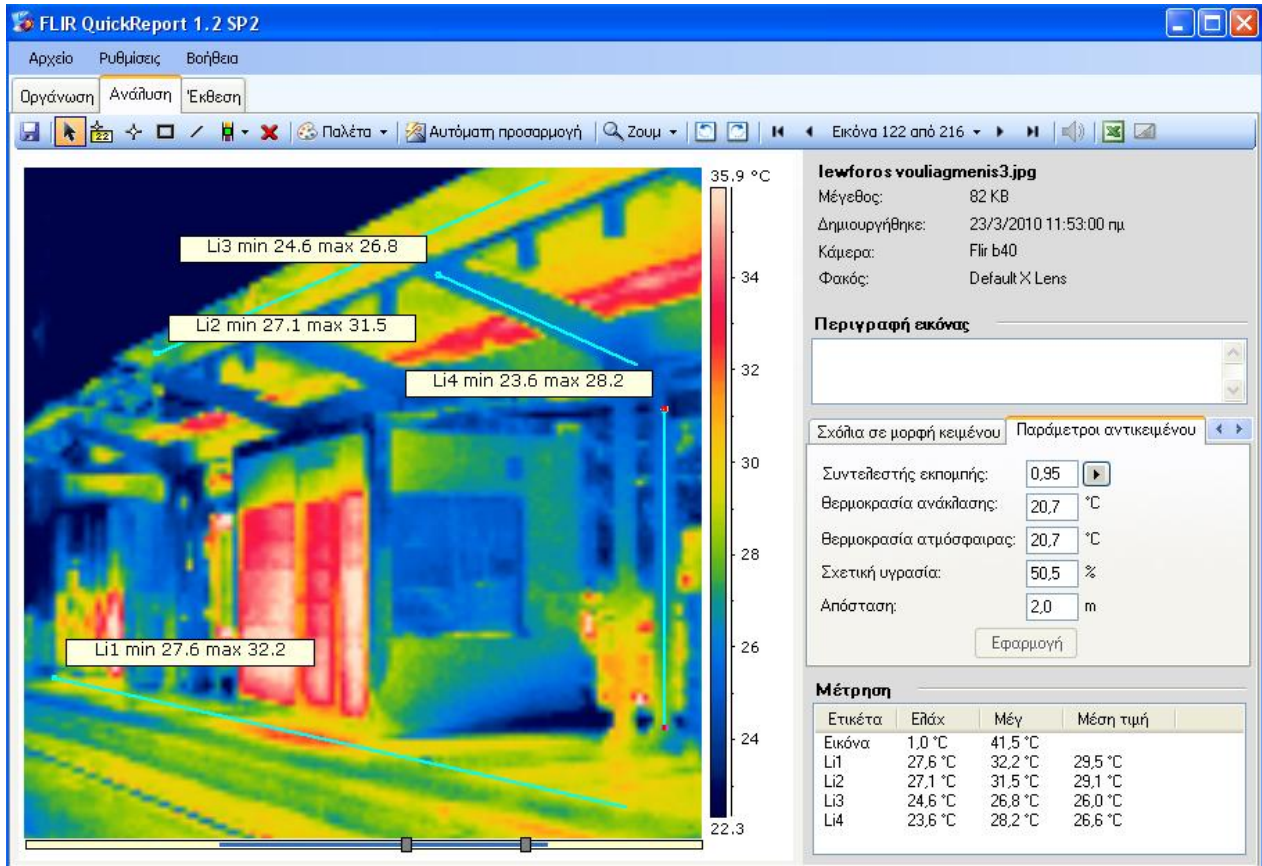 FLIR QuickReport 1.2 SP2
Αρχείο Ρυθμίσεις Βοήθεια
Οργάνωση Ανάλυση Έκθεση
22 Παλέτα Αυτόματη προσαρμογή Ζουμ Εικόνα 122 από 216
35.9 °C
34
32
30
28
26
24
22.3
Li3 min 24.6 max 26.8
Li2 min 27.1 max 31.5
Li4 min 23.6 max 28.2
Li1 min 27.6 max 32.2
lewforos vouliagmenis3.jpg
Μέγεθος: 82 KB
Δημιουργήθηκε: 23/3/2010 11:53:00 πμ
Κάμερα: Flir b40
Φακός: Default X Lens
Περιγραφή εικόνας
Σχόλια σε μορφή κειμένου Παράμετροι αντικειμένου
Συντελεστής εκπομπής: 0,95
Θερμοκρασία ανάκλασης: 20,7 °C
Θερμοκρασία ατμόσφαιρας: 20,7 °C
Σχετική υγρασία: 50,5 %
Απόσταση: 2,0 m
Εφαρμογή
Μέτρηση
Ετικέτα Ελάχ Μέγ Μέση τιμή
Εικόνα 1,0 °C 41,5 °C
Li1 27,6 °C 32,2 °C 29,5 °C
Li2 27,1 °C 31,5 °C 29,1 °C
Li3 24,6 °C 26,8 °C 26,0 °C
Li4 23,6 °C 28,2 °C 26,6 °C